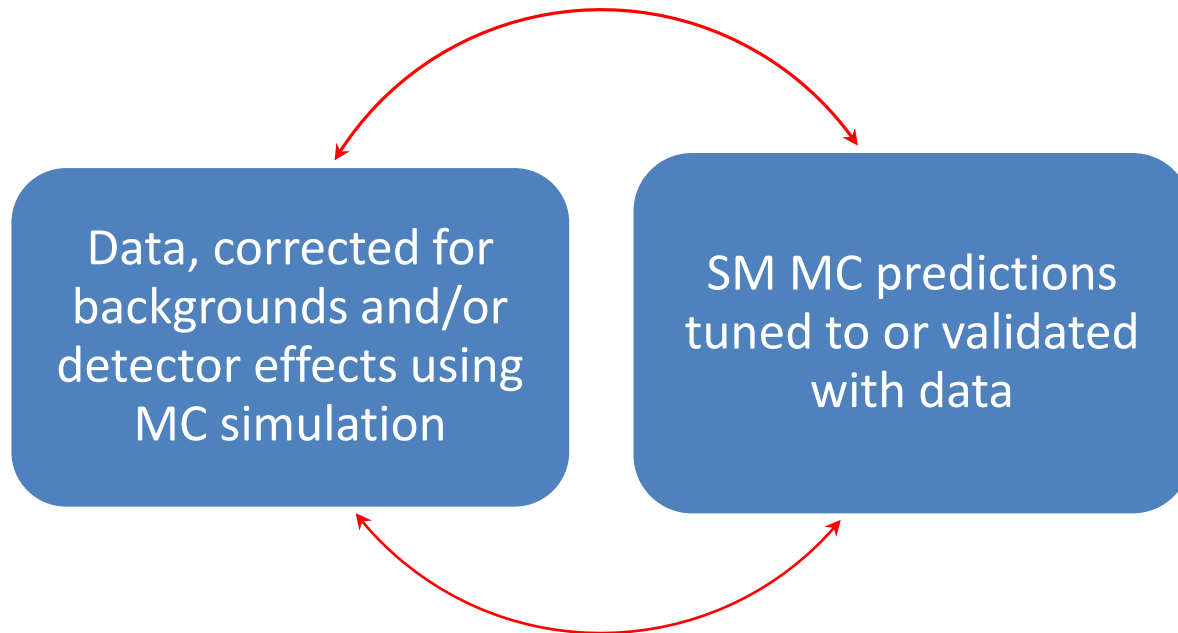 Data, corrected for
backgrounds and/or
detector effects using
MC simulation
SM MC predictions
tuned to or validated
with data